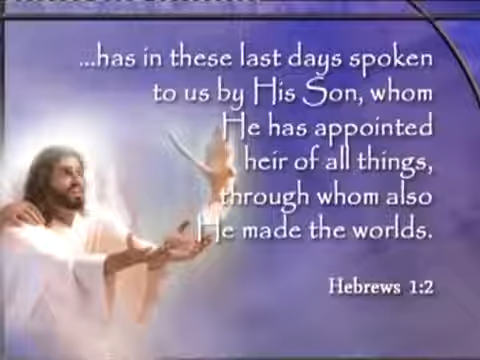 ...has in these last days spoken
to us by His Son, whom
He has appointed
heir of all things,
through whom also
He made the worlds.
Hebrews 1:2